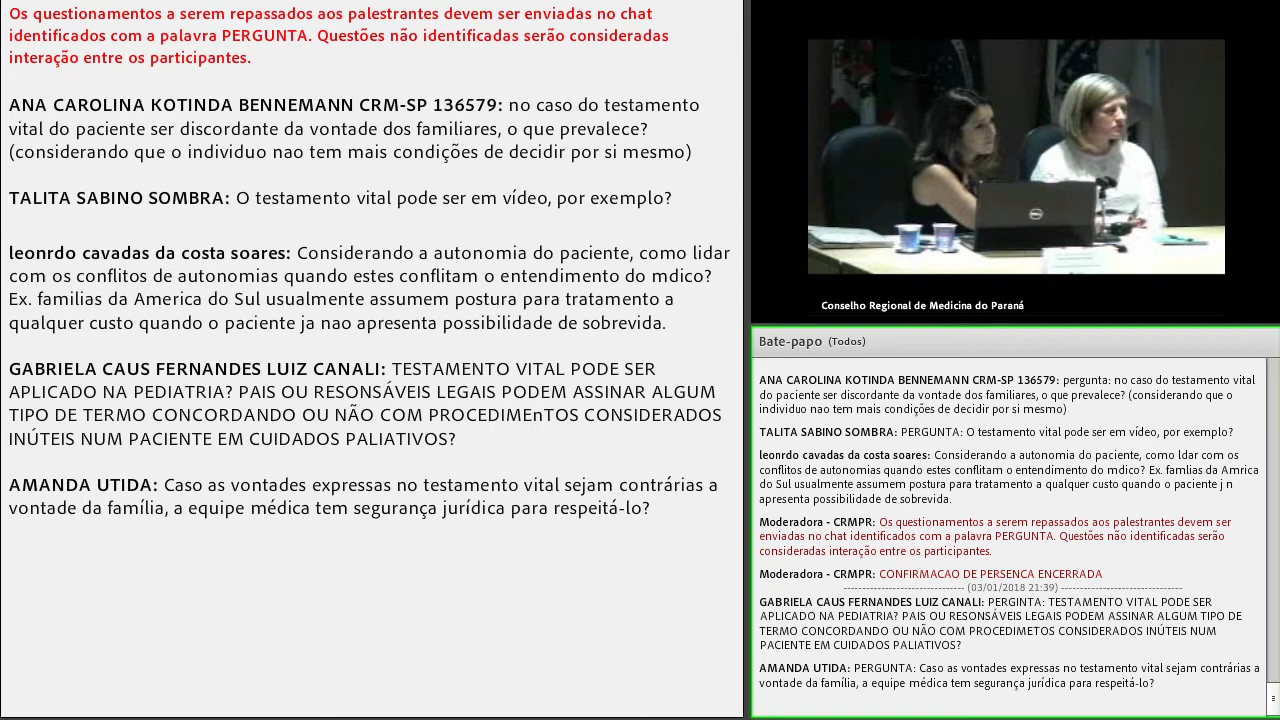 Os questionamentos a serem repassados aos palestrantes devem ser enviadas no chat
identificados com a palavra PERGUNTA. Questões não identificadas serão consideradas
interação entre os participantes.
ANA CAROLINA KOTINDA BENNEMANN CRM-SP 136579: no caso do testamento
vital do paciente ser discordante da vontade dos familiares, o que prevalece?
(considerando que o individuo nao tem mais condições de decidir por si mesmo)
TALITA SABINO SOMBRA: O testamento vital pode ser em vídeo, por exemplo?
leonrdo cavadas da costa soares: Considerando a autonomia do paciente, como lidar
com os conflitos de autonomias quando estes conflitam o entendimento do mdico?
Ex. familias da America do Sul usualmente assumem postura para tratamento a
qualquer custo quando o paciente ja nao apresenta possibilidade de sobrevida.
GABRIELA CAUS FERNANDES LUIZ CANALI: TESTAMENTO VITAL PODE SER
APLICADO NA PEDIATRIA? PAIS OU RESONSÁVEIS LEGAIS PODEM ASSINAR ALGUM
TIPO DE TERMO CONCORDANDO OU NÃO COM PROCEDIMEnTOS CONSIDERADOS
INÚTEIS NUM PACIENTE EM CUIDADOS PALIATIVOS?
AMANDA UTIDA: Caso as vontades expressas no testamento vital sejam contrárias a
vontade da família, a equipe médica tem segurança jurídica para respeitá-lo?
DELL
Conselho Regional de Medicina do Paraná
Bate-papo (Todos)
ANA CAROLINA KOTINDA BENNEMANN CRM-SP 136579: pergunta: no caso do testamento vital
do paciente ser discordante da vontade dos familiares, o que prevalece? (considerando que o
individuo nao tem mais condições de decidir por si mesmo)
TALITA SABINO SOMBRA: PERGUNTA: O testamento vital pode ser em vídeo, por exemplo?
leonrdo cavadas da costa soares: Considerando a autonomia do paciente, como ldar com os
conflitos de autonomias quando estes conflitam o entendimento do mdico? Ex. famlias da Amrica
do Sul usualmente assumem postura para tratamento a qualquer custo quando o paciente j n
apresenta possibilidade de sobrevida.
Moderadora - CRMPR: Os questionamentos a serem repassados aos palestrantes devem ser
enviadas no chat identificados com a palavra PERGUNTA. Questões não identificadas serão
consideradas interação entre os participantes.
Moderadora - CRMPR: CONFIRMACAO DE PERSENCA ENCERRADA
------------------------------- (03/01/2018 21:39) -------------------------------
GABRIELA CAUS FERNANDES LUIZ CANALI: PERGINTA: TESTAMENTO VITAL PODE SER
APLICADO NA PEDIATRIA? PAIS OU RESONSÁVEIS LEGAIS PODEM ASSINAR ALGUM TIPO DE
TERMO CONCORDANDO OU NÃO COM PROCEDIMETOS CONSIDERADOS INÚTEIS NUM
PACIENTE EM CUIDADOS PALIATIVOS?
AMANDA UTIDA: PERGUNTA: Caso as vontades expressas no testamento vital sejam contrárias a
vontade da família, a equipe médica tem segurança jurídica para respeitá-lo?